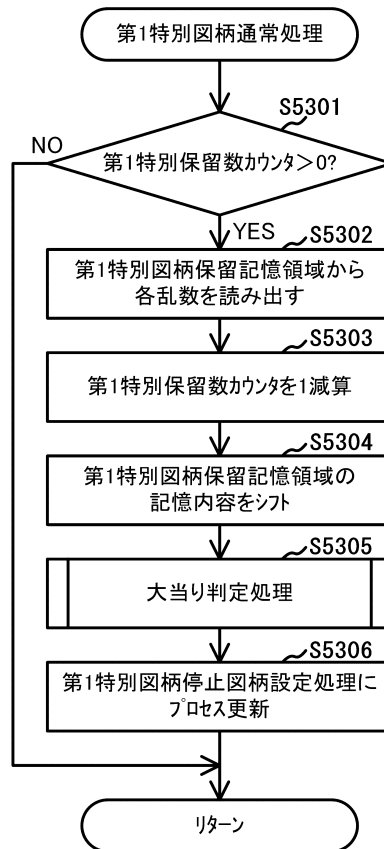 第1特別図柄通常処理
S5301
NO
第1特別保留数カウンタ>0?
YES
S5302
第1特別図柄保留記憶領域から
各乱数を読み出す
S5303
第1特別保留数カウンタを1減算
S5304
第1特別図柄保留記憶領域の
記憶内容をシフト
S5305
大当り判定処理
S5306
第1特別図柄停止図柄設定処理に
プロセス更新
リターン